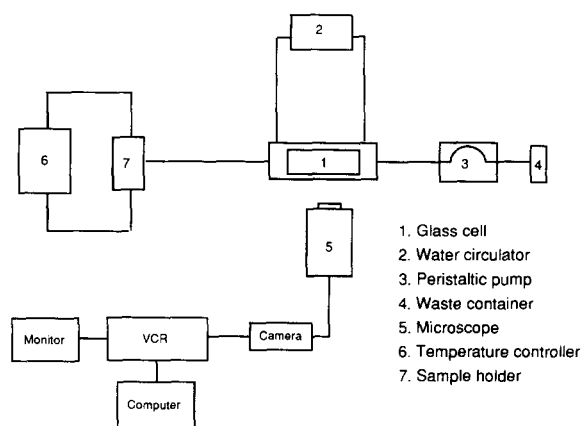 2
6
7
1
3
4
5
1. Glass cell
2. Water circulator
3. Peristaltic pump
4. Waste container
5. Microscope
6. Temperature controller
7. Sample holder
Monitor
VCR
Camera
Computer